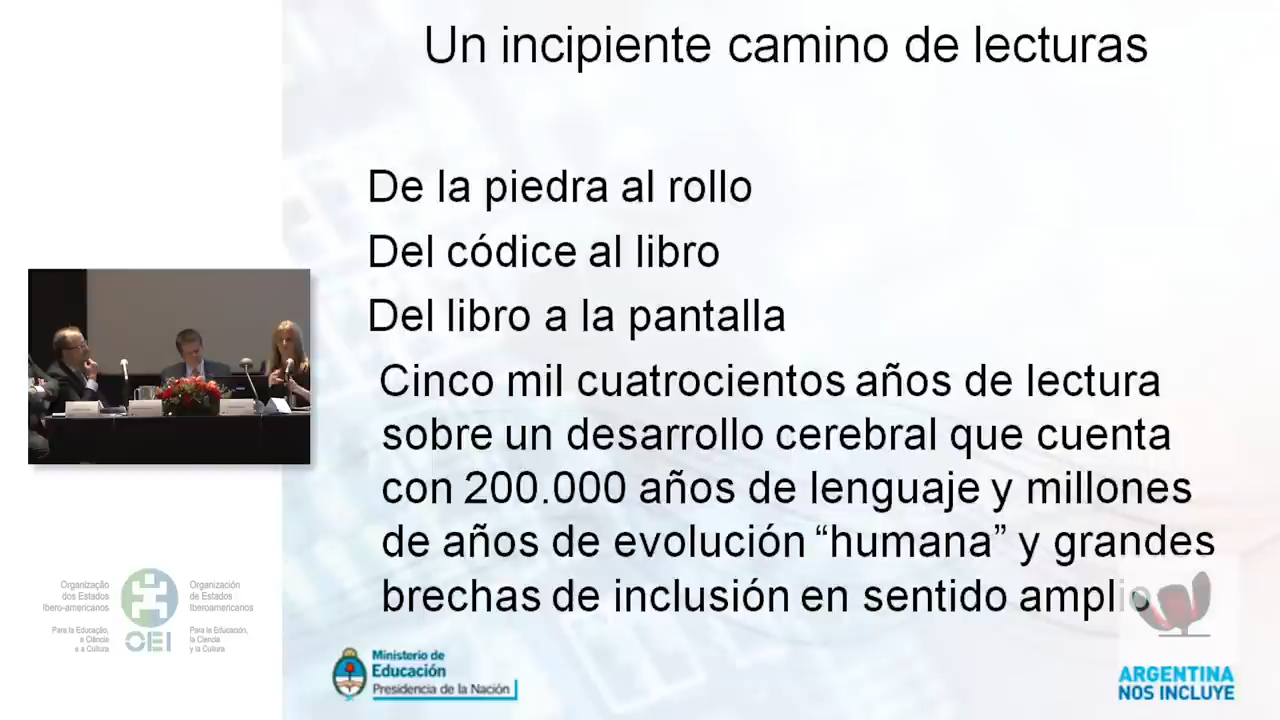 Un incipiente camino de lecturas
De la piedra al rollo
Del códice al libro
Del libro a la pantalla
Cinco mil cuatrocientos años de lectura
sobre un desarrollo cerebral que cuenta
con 200.000 años de lenguaje y millones
de años de evolución “humana” y grandes
brechas de inclusión en sentido amplio
Organização
dos Estados
Ibero-americanos
Para la Educação,
a Ciência
e a Cultura
OEI
Organización
de Estados
Iberoamericanos
Para la Educación,
la Ciencia
y la Cultura
Ministerio de
Educación
Presidencia de la Nación
ARGENTINA
NOS INCLUYE